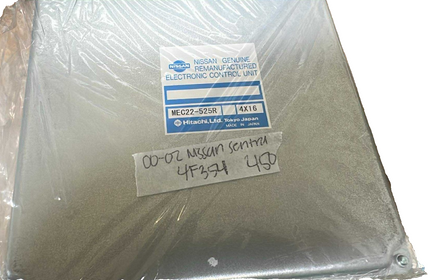 NISSAN
NISSAN GENUINE
REMANUFACTURED
ELECTRONIC CONTROL UNIT
MEC22-525R 4X16
Hitachi, Ltd. Tokyo Japan
MADE IN JAPAN
00-02 Nissan Sentra
4F354 450